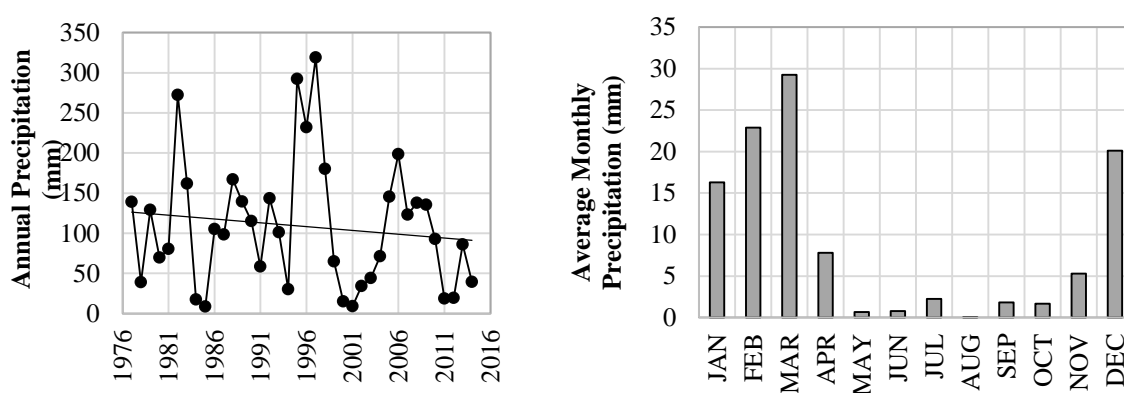 Annual Precipitation
(mm)
350
300
250
200
150
100
50
0
1976
1981
1986
1991
1996
2001
2006
2011
2016
Average Monthly
Precipitation (mm)
35
30
25
20
15
10
5
0
JAN
FEB
MAR
APR
MAY
JUN
JUL
AUG
SEP
OCT
NOV
DEC